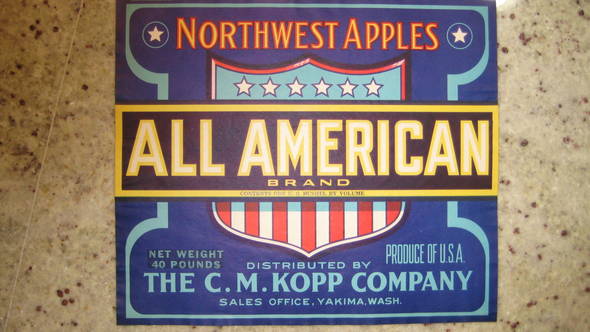 NORTHWEST APPLES
ALL AMERICAN
BRAND
CONTENTS ONE U.S. BUSHEL BY VOLUME
NET WEIGHT
40 POUNDS
DISTRIBUTED BY
PRODUCE OF U.S.A.
THE C. M. KOPP COMPANY
SALES OFFICE, YAKIMA, WASH.